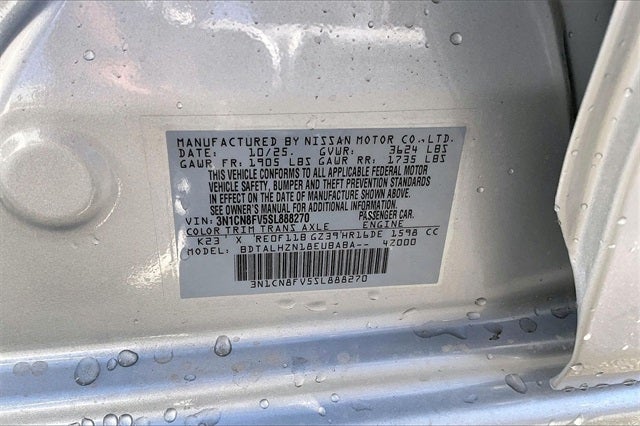 MANUFACTURED BY NISSAN MOTOR CO.,LTD.
DATE: 10/25. GVWR: 3624 LBS
GAWR FR: 1905 LBS GAWR RR: 1735 LBS
THIS VEHICLE CONFORMS TO ALL APPLICABLE FEDERAL MOTOR
VEHICLE SAFETY, BUMPER AND THEFT PREVENTION STANDARDS
IN EFFECT ON THE DATE OF MANUFACTURE SHOWN ABOVE.
SEE OWNER'S MANUAL FOR ADDITIONAL INFORMATION
VIN: 3N1CN8FV5SL888270 PASSENGER CAR.
COLOR TRIM TRANS AXLE ENGINE
K23 X RE0F11B GZ39 HR16DE 1598 CC
MODEL: BDTALHZN18EUBABA-- 4Z000
3N1CN8FV5SL888270